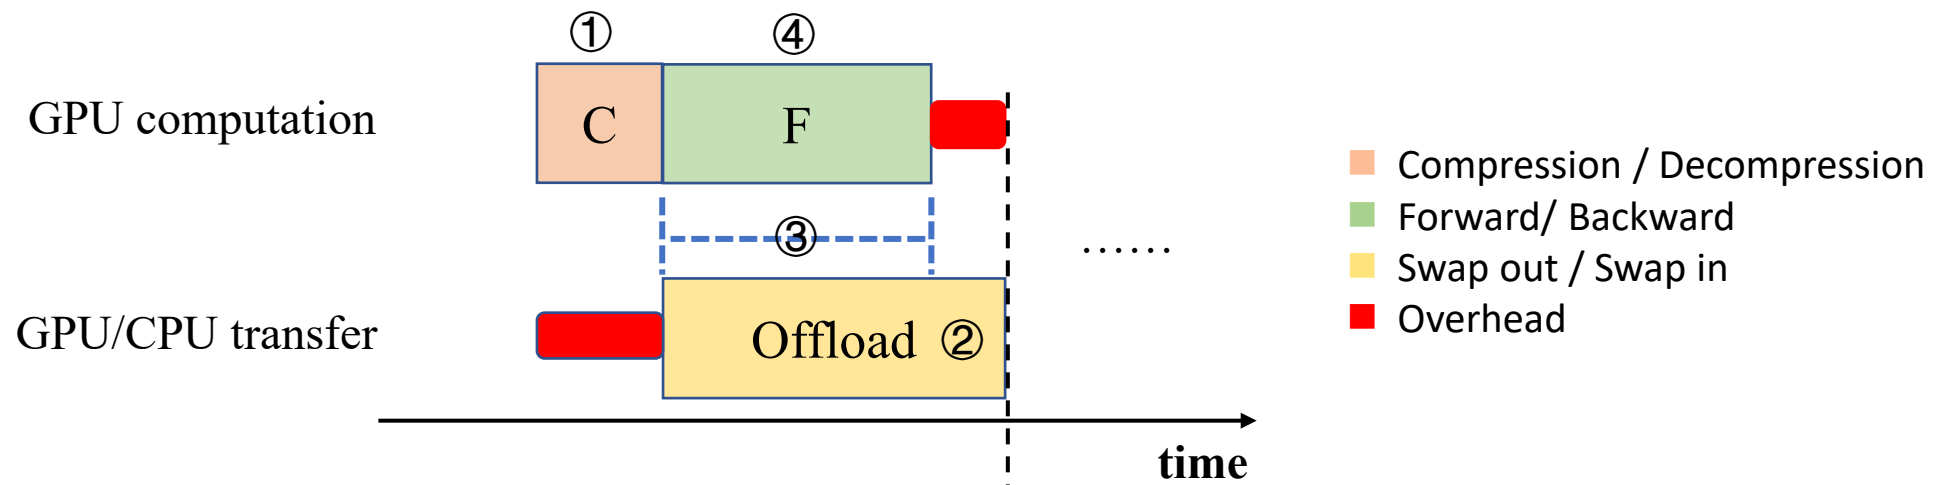 ① ④
GPU computation
C F
③
......
GPU/CPU transfer
Offload ②
time
Compression / Decompression
Forward/ Backward
Swap out / Swap in
Overhead